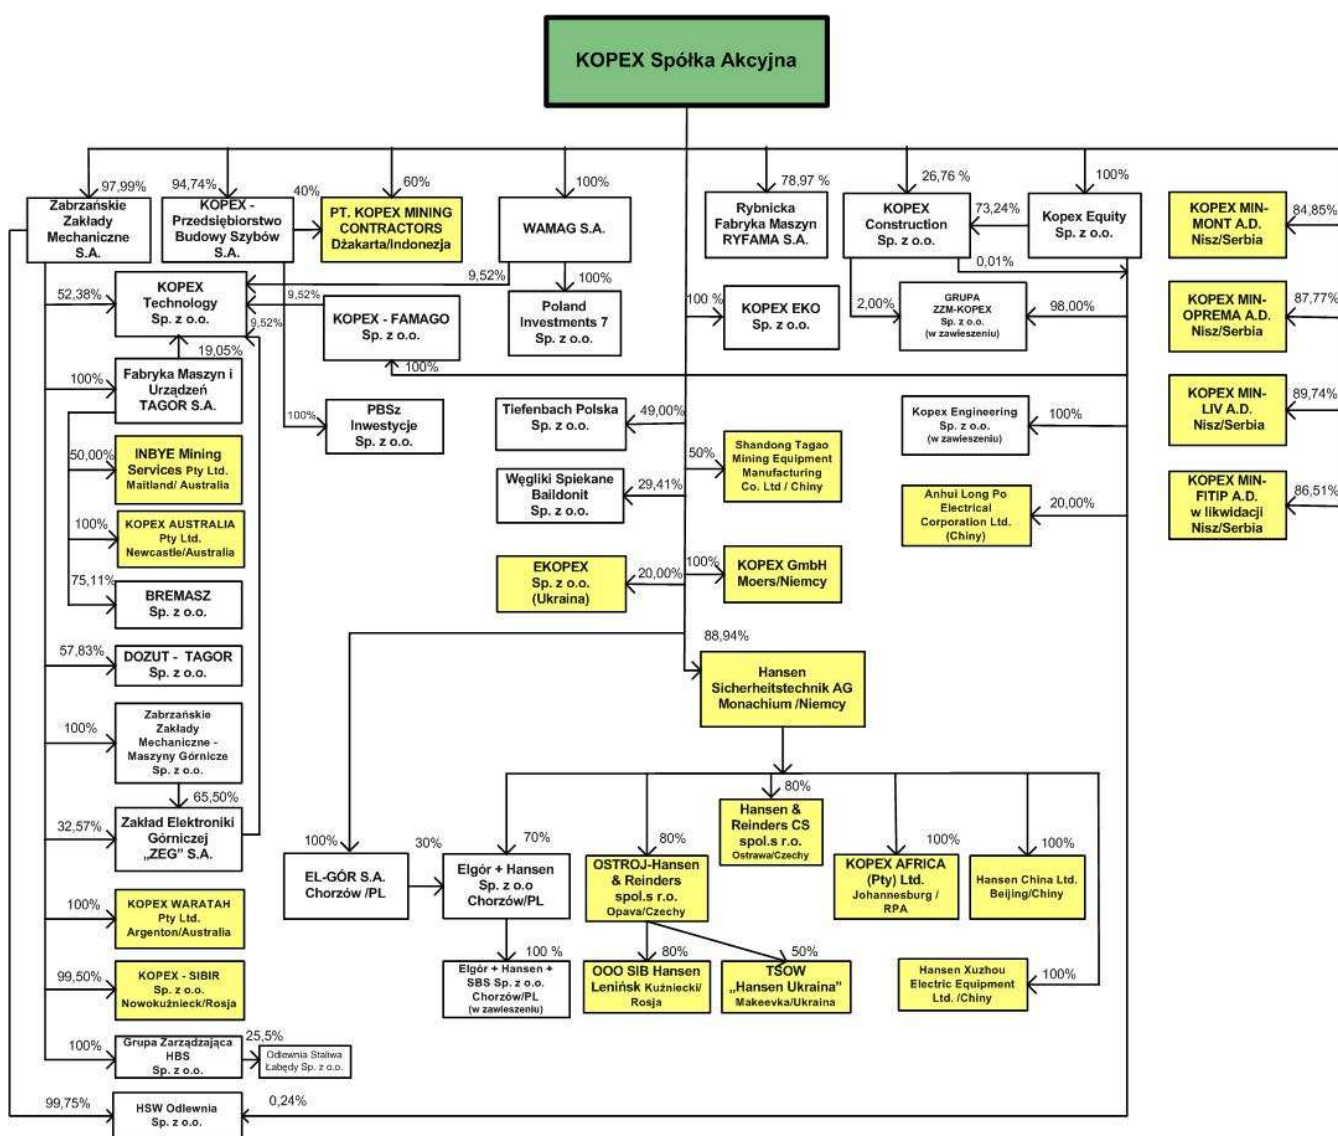 KOPEX Spółka Akcyjna
97,99%
94,74%
40%
60%
100%
78,97 %
26,76 %
73,24%
100%
Zabrzańskie
Zakłady
Mechaniczne
S.A.
KOPEX -
Przedsiębiorstwo
Budowy Szybów
S.A.
PT. KOPEX MINING
CONTRACTORS
Dżakarta/Indonezja
WAMAG S.A.
Rybnicka
Fabryka Maszyn
RYFAMA S.A.
KOPEX
Construction
Sp. z o.o.
Kopex Equity
Sp. z o.o.
KOPEX MIN-
MONT A.D.
Nisz/Serbia
84,85%
0,01%
52,38%
KOPEX
Technology
Sp. z o.o.
9,52%
9,52%
9,52%
9,52%
100%
Poland
Investments 7
Sp. z o.o.
KOPEX - FAMAGO
Sp. z o.o.
100%
100 %
KOPEX EKO
Sp. z o.o.
2,00%
GRUPA
ZZM-KOPEX
Sp. z o.o.
(w zawieszeniu)
98,00%
KOPEX MIN-
OPREMA A.D.
Nisz/Serbia
87,77%
19,05%
100%
Fabryka Maszyn i
Urządzeń
TAGOR S.A.
100%
PBSz
Inwestycje
Sp. z o.o.
Tiefenbach Polska
Sp. z o.o.
49,00%
Kopex Engineering
Sp. z o.o.
(w zawieszeniu)
100%
KOPEX MIN-
LIV A.D.
Nisz/Serbia
89,74%
50,00%
INBYE Mining
Services Pty Ltd.
Maitland/ Australia
50%
Shandong Tagao
Mining Equipment
Manufacturing
Co. Ltd / Chiny
Węgliki Spiekane
Baildonit
Sp. z o.o.
29,41%
Anhui Long Po
Electrical
Corporation Ltd.
(Chiny)
20,00%
KOPEX MIN-
FITIP A.D.
w likwidacji
Nisz/Serbia
86,51%
100%
KOPEX AUSTRALIA
Pty Ltd.
Newcastle/Australia
75,11%
BREMASZ
Sp. z o.o.
EKOPEX
Sp. z o.o.
(Ukraina)
20,00%
100%
KOPEX GmbH
Moers/Niemcy
57,83%
DOZUT - TAGOR
Sp. z o.o.
88,94%
Hansen
Sicherheitstechnik AG
Monachium /Niemcy
100%
Zabrzańskie
Zakłady
Mechaniczne -
Maszyny Górnicze
Sp. z o.o.
65,50%
32,57%
Zakład Elektroniki
Górniczej
„ZEG" S.A.
100%
EL-GÓR S.A.
Chorzów /PL
30%
70%
Elgór + Hansen
Sp. z o.o
Chorzów/PL
80%
OSTROJ-Hansen
& Reinders
spol.s r.o.
Opava/Czechy
80%
Hansen &
Reinders CS
spol.s r.o.
Ostrawa/Czechy
100%
KOPEX AFRICA
(Pty) Ltd.
Johannesburg /
RPA
100%
Hansen China Ltd.
Beijing/Chiny
100%
KOPEX WARATAH
Pty Ltd.
Argenton/Australia
99,50%
KOPEX - SIBIR
Sp. z o.o.
Nowokuźnieck/Rosja
100 %
Elgór + Hansen +
SBS Sp. z o.o.
Chorzów/PL
(w zawieszeniu)
80%
OOO SIB Hansen
Lenińsk Kuźniecki/
Rosja
50%
TSOW
„Hansen Ukraina"
Makeevka/Ukraina
Hansen Xuzhou
Electric Equipment
Ltd. /Chiny
100%
100%
Grupa Zarządzająca
HBS
Sp. z o.o.
25,5%
Odlewnia Staliwa
Łabędy Sp. z o.o.
99,75%
HSW Odlewnia
Sp. z o.o.
0,24%